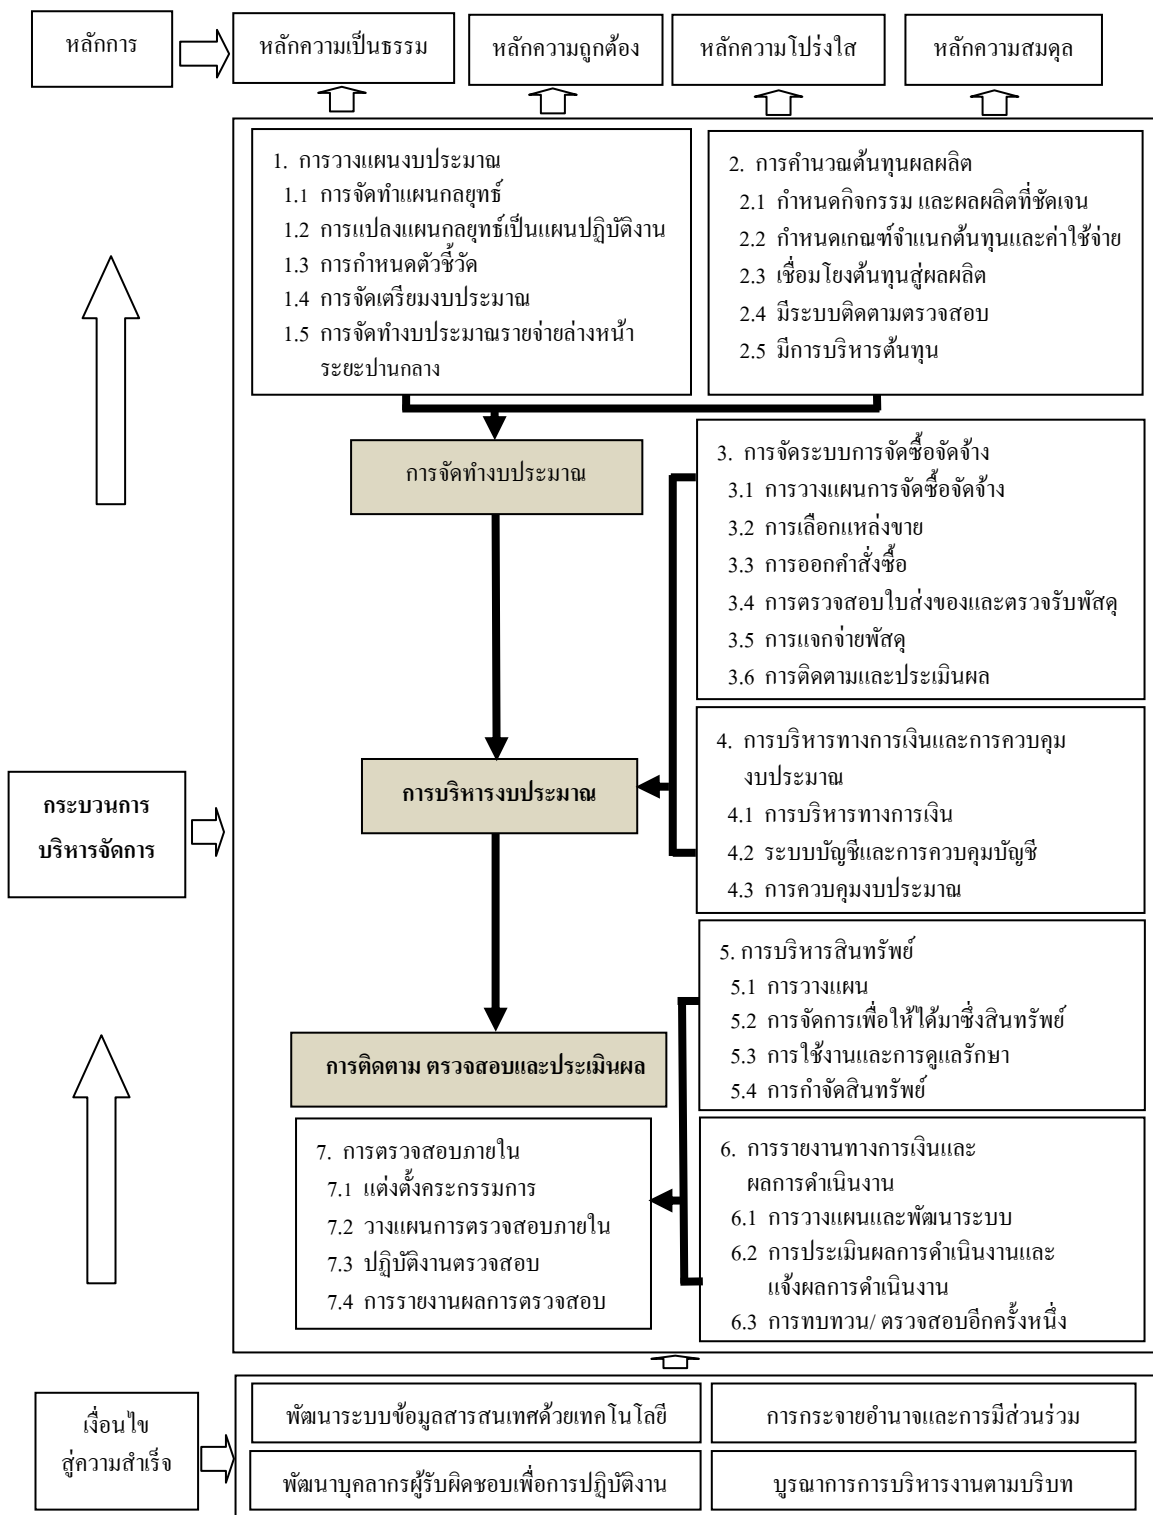 หลักการ
หลักความเป็นธรรม
หลักความถูกต้อง
หลักความโปร่งใส
หลักความสมดุล
1. การวางแผนงบประมาณ
1.1 การจัดทำแผนกลยุทธ์
1.2 การแปลงแผนกลยุทธ์เป็นแผนปฏิบัติงาน
1.3 การกำหนดตัวชี้วัด
1.4 การจัดเตรียมงบประมาณ
1.5 การจัดทำงบประมาณรายจ่ายล่างหน้า
ระยะปานกลาง
2. การคำนวณต้นทุนผลผลิต
2.1 กำหนดกิจกรรม และผลผลิตที่ชัดเจน
2.2 กำหนดเกณฑ์จำแนกต้นทุนและค่าใช้จ่าย
2.3 เชื่อมโยงต้นทุนสู่ผลผลิต
2.4 มีระบบติดตามตรวจสอบ
2.5 มีการบริหารต้นทุน
การจัดทำงบประมาณ
3. การจัดระบบการจัดซื้อจัดจ้าง
3.1 การวางแผนการจัดซื้อจัดจ้าง
3.2 การเลือกแหล่งขาย
3.3 การออกคำสั่งซื้อ
3.4 การตรวจสอบใบส่งของและตรวจรับพัสดุ
3.5 การแจกจ่ายพัสดุ
3.6 การติดตามและประเมินผล
กระบวนการ
บริหารจัดการ
การบริหารงบประมาณ
4. การบริหารทางการเงินและการควบคุม
งบประมาณ
4.1 การบริหารทางการเงิน
4.2 ระบบบัญชีและการควบคุมบัญชี
4.3 การควบคุมงบประมาณ
5. การบริหารสินทรัพย์
5.1 การวางแผน
5.2 การจัดการเพื่อให้ได้มาซึ่งสินทรัพย์
5.3 การใช้งานและการดูแลรักษา
5.4 การกำจัดสินทรัพย์
การติดตาม ตรวจสอบและประเมินผล
7. การตรวจสอบภายใน
7.1 แต่งตั้งคระกรรมการ
7.2 วางแผนการตรวจสอบภายใน
7.3 ปฏิบัติงานตรวจสอบ
7.4 การรายงานผลการตรวจสอบ
6. การรายงานทางการเงินและ
ผลการดำเนินงาน
6.1 การวางแผนและพัฒนาระบบ
6.2 การประเมินผลการดำเนินงานและ
แจ้งผลการดำเนินงาน
6.3 การทบทวน/ ตรวจสอบอีกครั้งหนึ่ง
เงื่อนไข
สู่ความสำเร็จ
พัฒนาระบบข้อมูลสารสนเทศด้วยเทคโนโลยี
การกระจายอำนาจและการมีส่วนร่วม
พัฒนาบุคลากรผู้รับผิดชอบเพื่อการปฏิบัติงาน
บูรณาการการบริหารงานตามบริบท